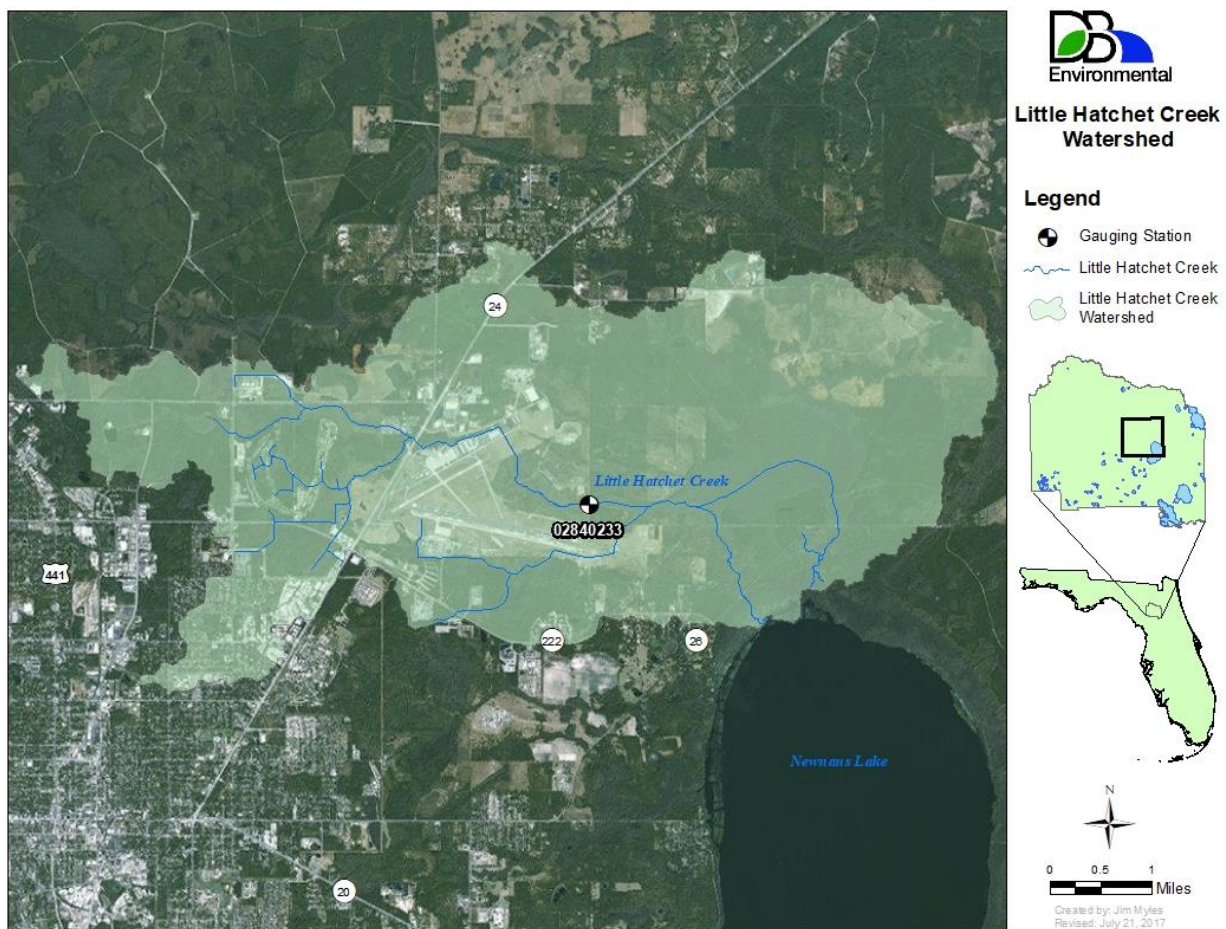 DB
Environmental
Little Hatchet Creek
Watershed
Legend
Gauging Station
Little Hatchet Creek
Little Hatchet Creek
Watershed
24
Little Hatchet Creek
02840233
441
222
26
Newnans Lake
20
N
0 0.5 1
Miles
Created by: Jim Myles
Revised: July 21, 2017